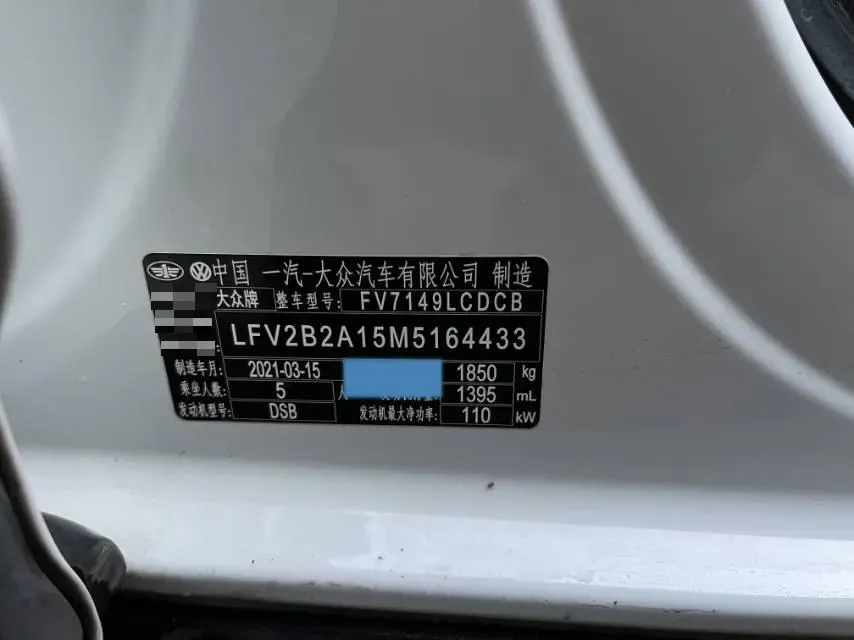 中国 一汽-大众汽车有限公司 制造
大众牌 整车型号: FV7149LCDCB
: LFV2B2A15M5164433
制造年月: 2021-03-15 1850 kg
乘坐人数: 5 人 1395 mL
发动机型号: DSB 发动机最大净功率: 110 kW